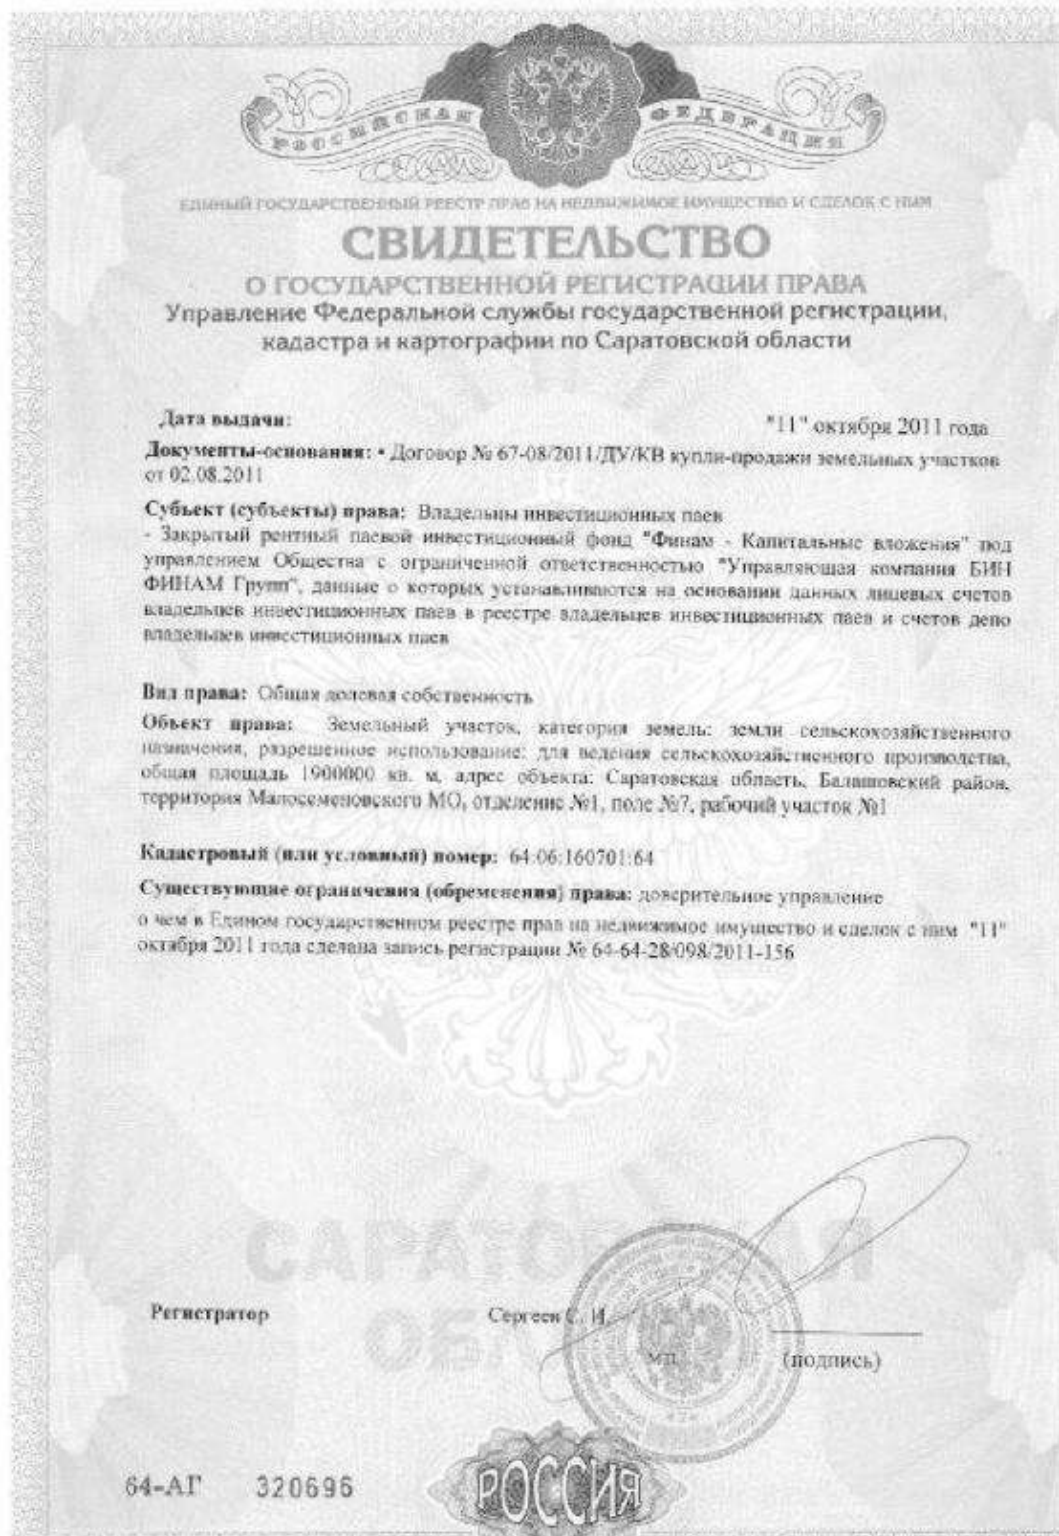 РОССИЙСКАЯ ФЕДЕРАЦИЯ
ЕДИНЫЙ ГОСУДАРСТВЕННЫЙ РЕЕСТР ПРАВ НА НЕДВИЖИМОЕ ИМУЩЕСТВО И СДЕЛОК С НИМ
СВИДЕТЕЛЬСТВО
О ГОСУДАРСТВЕННОЙ РЕГИСТРАЦИИ ПРАВА
Управление Федеральной службы государственной регистрации,
кадастра и картографии по Саратовской области
Дата выдачи: "11" октября 2011 года
Документы-основания: • Договор № 67-08/2011/ДУ/КВ купли-продажи земельных участков
от 02.08.2011
Субъект (субъекты) права: Владельцы инвестиционных паев
- Закрытый рентный паевой инвестиционный фонд "Финам - Капитальные вложения" под
управлением Общества с ограниченной ответственностью "Управляющая компания БИН
ФИНАМ Групп", данные о которых устанавливаются на основании данных лицевых счетов
владельцев инвестиционных паев в реестре владельцев инвестиционных паев и счетов депо
владельцев инвестиционных паев
Вид права: Общая долевая собственность
Объект права: Земельный участок, категория земель: земли сельскохозяйственного
назначения, разрешенное использование: для ведения сельскохозяйственного производства,
общая площадь 1900000 кв. м, адрес объекта: Саратовская область, Балашовский район,
территория Малосеменовского МО, отделение №1, поле №7, рабочий участок №1
Кадастровый (или условный) номер: 64:06:160701:64
Существующие ограничения (обременения) права: доверительное управление
о чем в Едином государственном реестре прав на недвижимое имущество и сделок с ним "11"
октября 2011 года сделана запись регистрации № 64-64-28/098/2011-156
САРАТОВСКАЯ
Регистратор Сергеев С. И.
м.п. (подпись)
64-АГ 320696
РОССИЯ